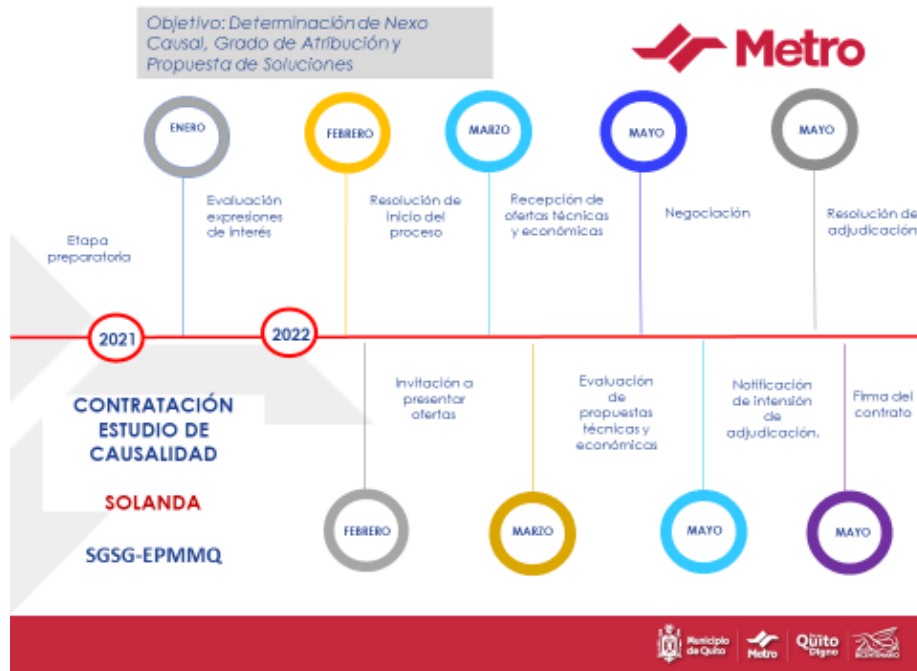 Objetivo: Determinación de Nexo
Causal, Grado de Atribución y
Propuesta de Soluciones
Metro
ENERO
FEBRERO
MARZO
MAYO
MAYO
Evaluación
expresiones
de interés
Resolución de
inicio del
proceso
Recepción de
ofertas técnicas
y económicas
Negociación
Resolución de
adjudicación
Etapa
preparatoria
2021
2022
CONTRATACIÓN
ESTUDIO DE
CAUSALIDAD
SOLANDA
SGSG-EPMMQ
Invitación a
presentar
ofertas
Evaluación
de
propuestas
técnicas y
económicas
Notificación
de intensión
de
adjudicación.
Firma del
contrato
FEBRERO
MARZO
MAYO
MAYO
Municipio
de Quito
Metro
Quito
Digno
BICENTENARIO